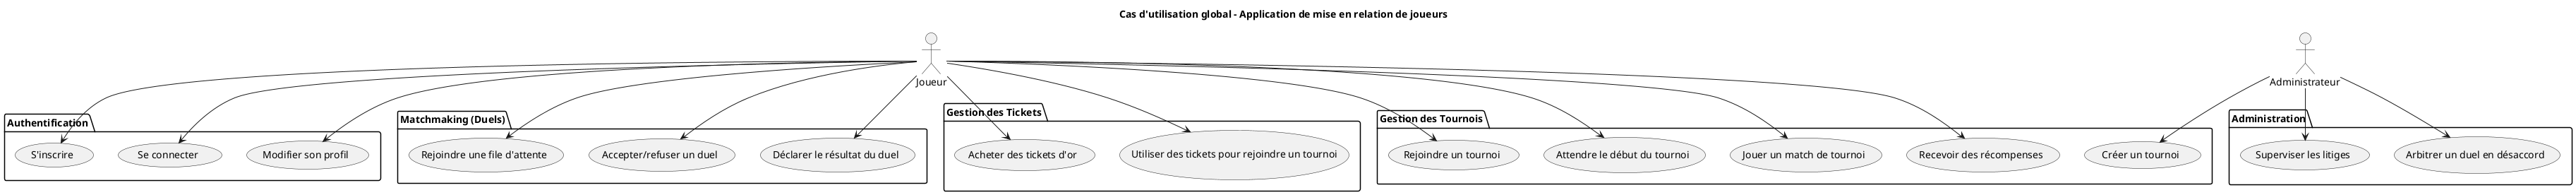 Cas d'utilisation global - Application de mise en relation de joueurs
Joueur
Administrateur
Authentification
S'inscrire
Se connecter
Modifier son profil
Matchmaking (Duels)
Rejoindre une file d'attente
Accepter/refuser un duel
Déclarer le résultat du duel
Gestion des Tickets
Acheter des tickets d'or
Utiliser des tickets pour rejoindre un tournoi
Gestion des Tournois
Rejoindre un tournoi
Attendre le début du tournoi
Jouer un match de tournoi
Recevoir des récompenses
Créer un tournoi
Administration
Superviser les litiges
Arbitrer un duel en désaccord